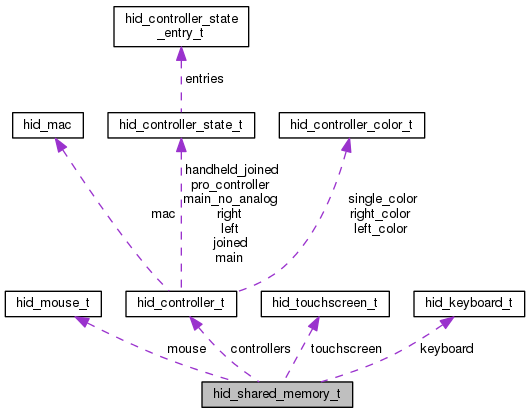 hid_controller_state
_entry_t
entries
hid_mac
hid_controller_state_t
hid_controller_color_t
handheld_joined
pro_controller
main_no_analog
right
left
joined
main
mac
single_color
right_color
left_color
hid_mouse_t
hid_controller_t
hid_touchscreen_t
hid_keyboard_t
mouse
controllers
touchscreen
keyboard
hid_shared_memory_t